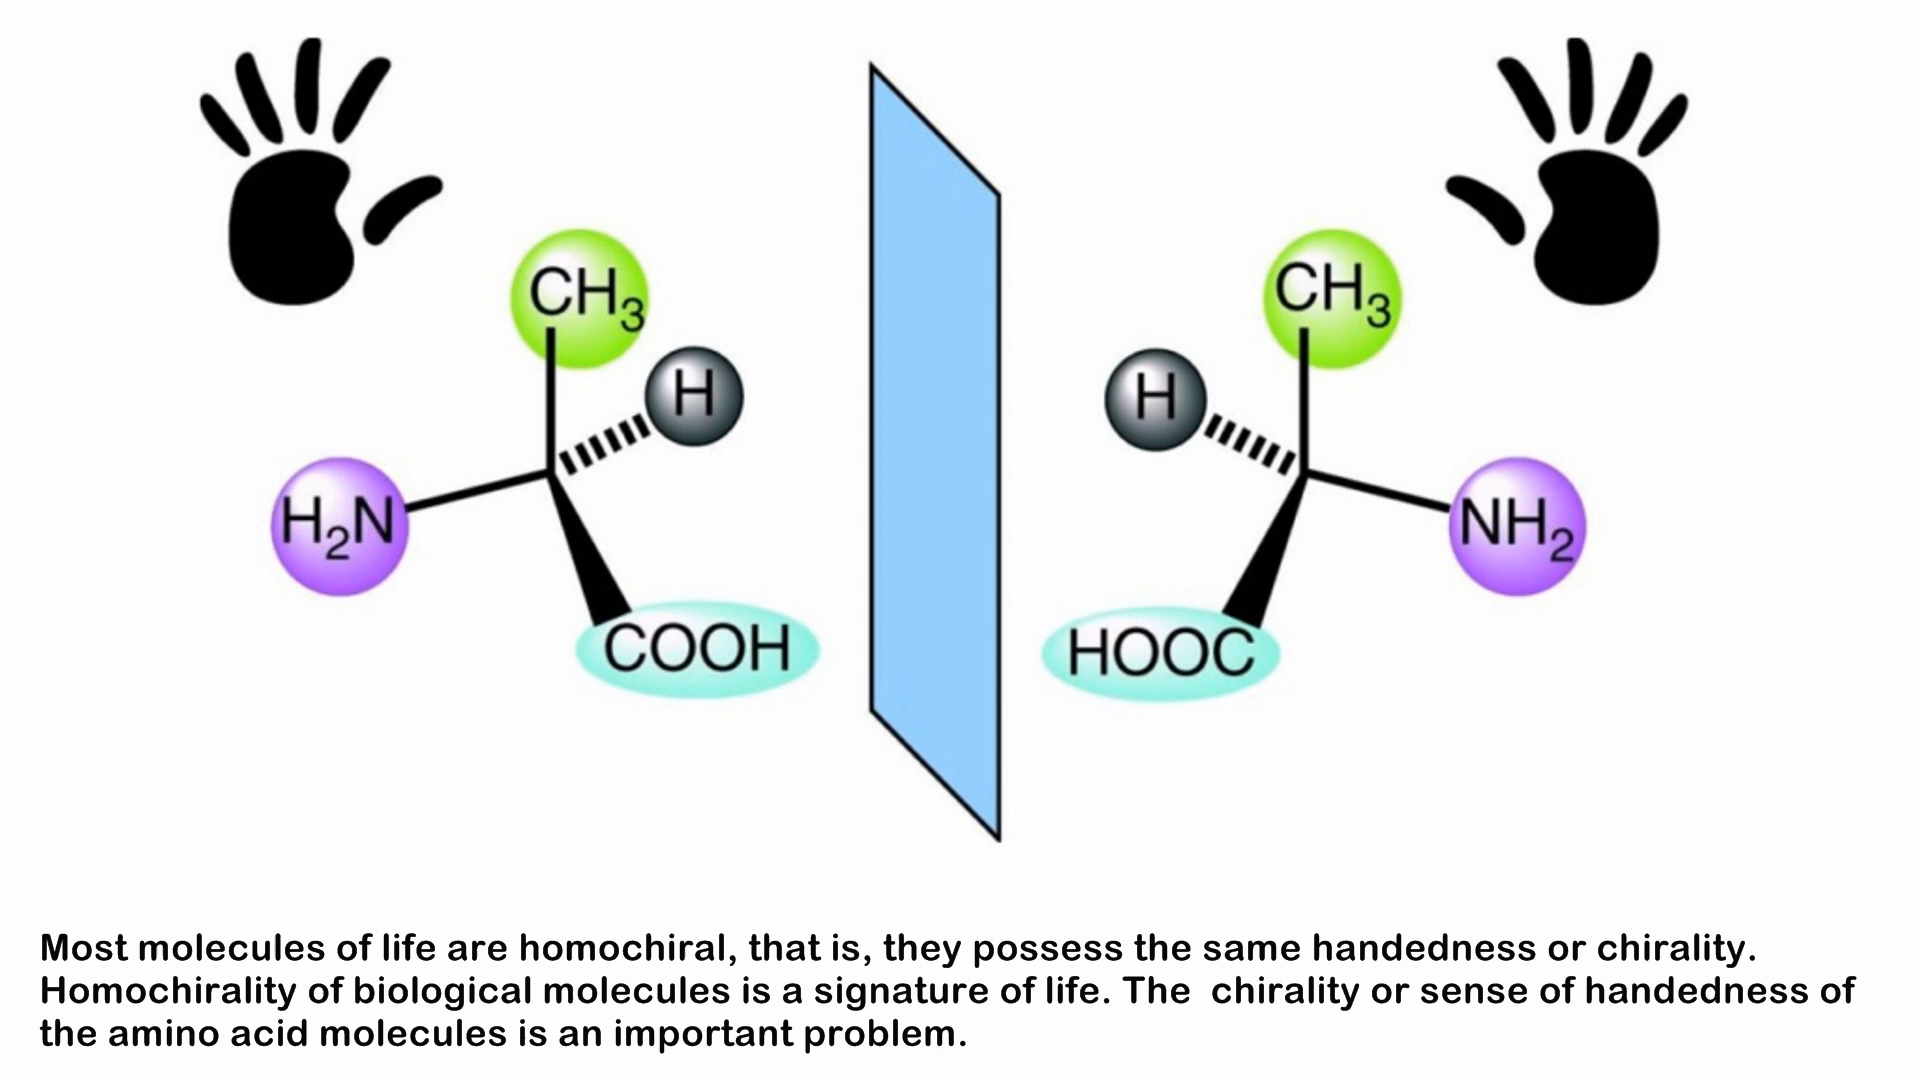 CH₃ CH₃
H H
H₂N NH₂
COOH HOOC
Most molecules of life are homochiral, that is, they possess the same handedness or chirality.
Homochirality of biological molecules is a signature of life. The  chirality or sense of handedness of
the amino acid molecules is an important problem.